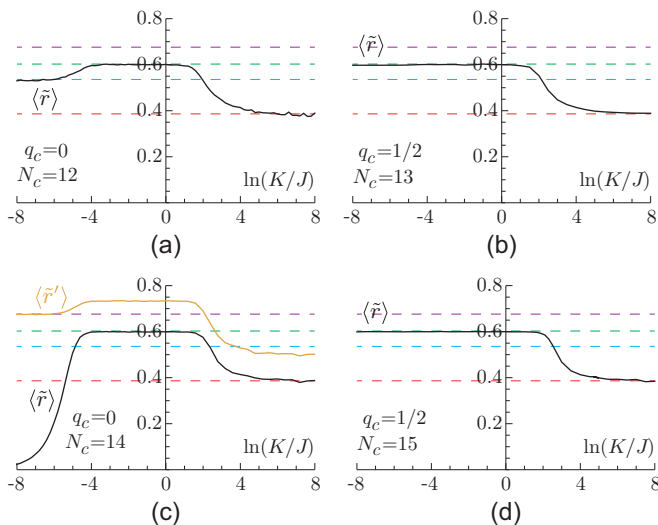 0.8
0.6
⟨r̃⟩
0.4
q_c=0
N_c=12
0.2
ln(K/J)
-8 -4 0 4 8
(a)
0.8
⟨r̃⟩
0.6
0.4
q_c=1/2
N_c=13
0.2
ln(K/J)
-8 -4 0 4 8
(b)
0.8
⟨r̃′⟩
0.6
0.4
⟨r̃⟩
q_c=0
N_c=14
0.2
ln(K/J)
-8 -4 0 4 8
(c)
0.8
⟨r̃⟩
0.6
0.4
q_c=1/2
N_c=15
0.2
ln(K/J)
-8 -4 0 4 8
(d)